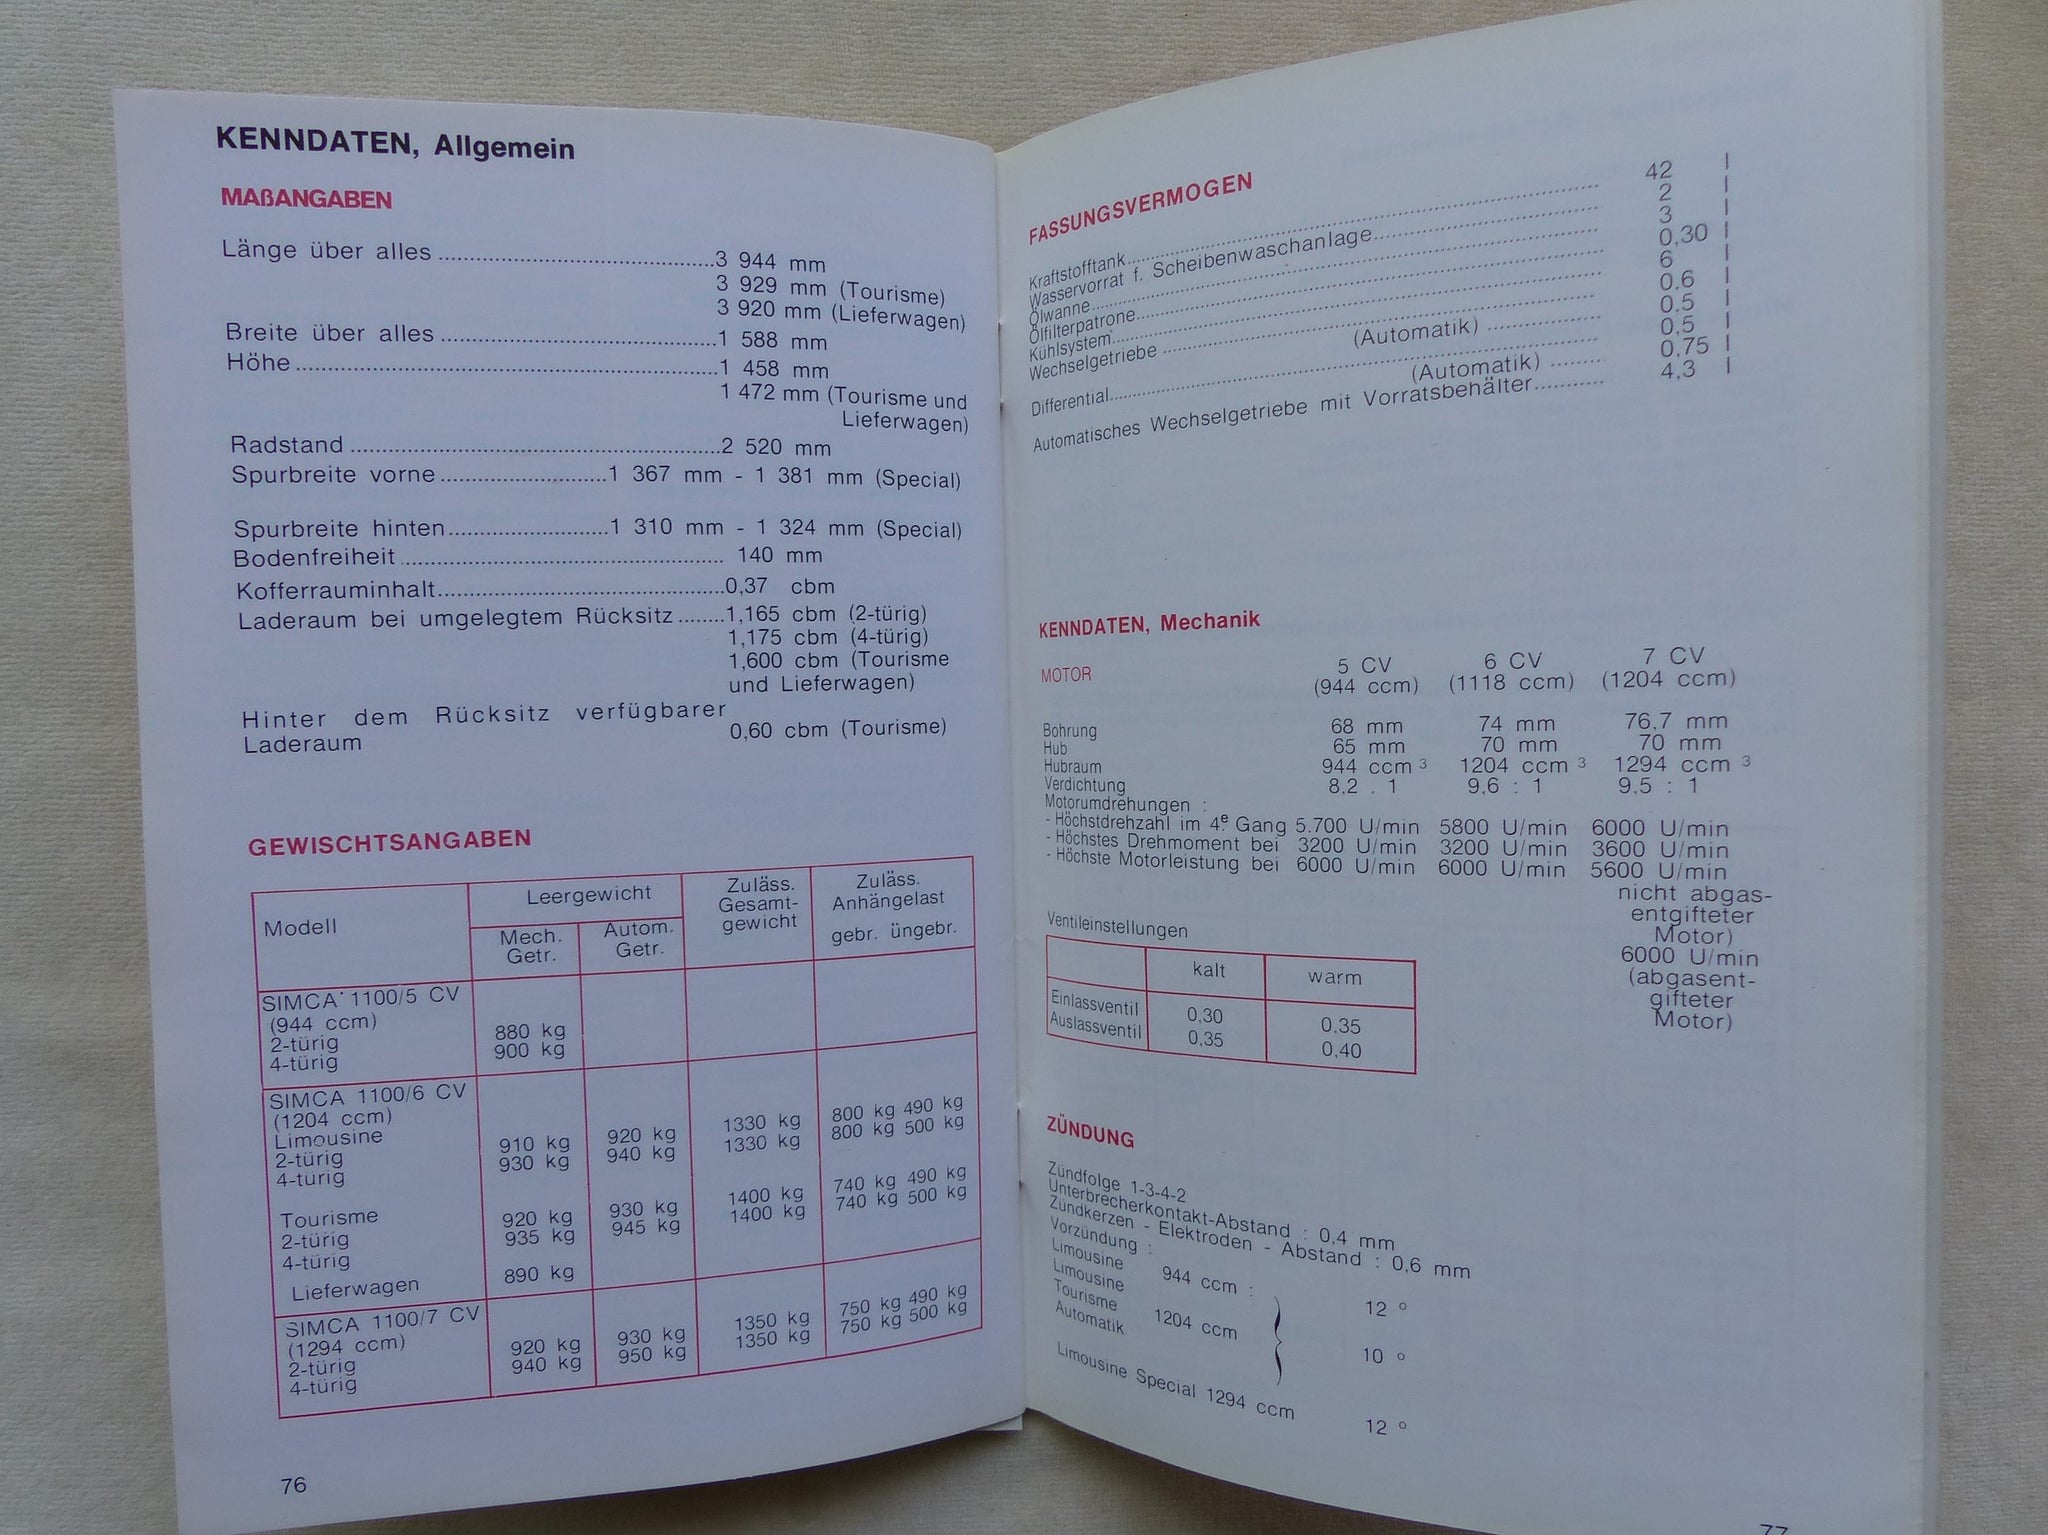 KENNDATEN, Allgemein
MAßANGABEN
Länge über alles ........ 3 944 mm
3 929 mm (Tourisme)
3 920 mm (Lieferwagen)
Breite über alles ........ 1 588 mm
Höhe ........ 1 458 mm
1 472 mm (Tourisme und
Lieferwagen)
Radstand ........ 2 520 mm
Spurbreite vorne ........ 1 367 mm - 1 381 mm (Special)
Spurbreite hinten ........ 1 310 mm - 1 324 mm (Special)
Bodenfreiheit ........ 140 mm
Kofferrauminhalt ........ 0,37 cbm
Laderaum bei umgelegtem Rücksitz ........ 1,165 cbm (2-türig)
1,175 cbm (4-türig)
1,600 cbm (Tourisme
und Lieferwagen)
Hinter dem Rücksitz verfügbarer
Laderaum 0,60 cbm (Tourisme)
GEWISCHTSANGABEN
Modell Leergewicht Zuläss. Gesamt-gewicht Zuläss. Anhängelast
Mech. Getr. Autom. Getr. gebr. üngebr.
SIMCA 1100/5 CV
(944 ccm)
2-türig 880 kg
4-türig 900 kg
SIMCA 1100/6 CV
(1204 ccm)
Limousine
2-türig 910 kg 920 kg 1330 kg 800 kg 490 kg
4-türig 930 kg 940 kg 1330 kg 800 kg 500 kg
Tourisme
2-türig 920 kg 930 kg 1400 kg 740 kg 490 kg
4-türig 935 kg 945 kg 1400 kg 740 kg 500 kg
Lieferwagen 890 kg
SIMCA 1100/7 CV
(1294 ccm)
2-türig 920 kg 930 kg 1350 kg 750 kg 490 kg
4-türig 940 kg 950 kg 1350 kg 750 kg 500 kg
76
FASSUNGSVERMOGEN
Kraftstofftank ........ 42 l
Wasservorrat f. Scheibenwaschanlage ........ 2 l
Ölwanne ........ 3 l
Ölfilterpatrone ........ 0,30 l
Kühlsystem ........ 6 l
Wechselgetriebe ........ 0,6 l
(Automatik) ........ 0,5 l
Differential ........ 0,5 l
(Automatik) ........ 0,75 l
Automatisches Wechselgetriebe mit Vorratsbehälter ........ 4,3 l
KENNDATEN, Mechanik
MOTOR 5 CV 6 CV 7 CV
(944 ccm) (1118 ccm) (1204 ccm)
Bohrung 68 mm 74 mm 76,7 mm
Hub 65 mm 70 mm 70 mm
Hubraum 944 ccm ³ 1204 ccm ³ 1294 ccm ³
Verdichtung 8,2 . 1 9,6 : 1 9,5 : 1
Motorumdrehungen :
- Höchstdrehzahl im 4.e Gang 5.700 U/min 5800 U/min 6000 U/min
- Höchstes Drehmoment bei 3200 U/min 3200 U/min 3600 U/min
- Höchste Motorleistung bei 6000 U/min 6000 U/min 5600 U/min
nicht abgas-
entgifteter
Motor)
6000 U/min
(abgasent-
gifteter
Motor)
Ventileinstellungen
kalt warm
Einlassventil 0,30 0,35
Auslassventil 0,35 0,40
ZÜNDUNG
Zündfolge 1-3-4-2
Unterbrecherkontakt-Abstand : 0,4 mm
Zündkerzen - Elektroden - Abstand : 0,6 mm
Vorzündung :
Limousine 944 ccm : 12 °
Limousine
Tourisme 1204 ccm 10 °
Automatik
Limousine Special 1294 ccm 12 °
77